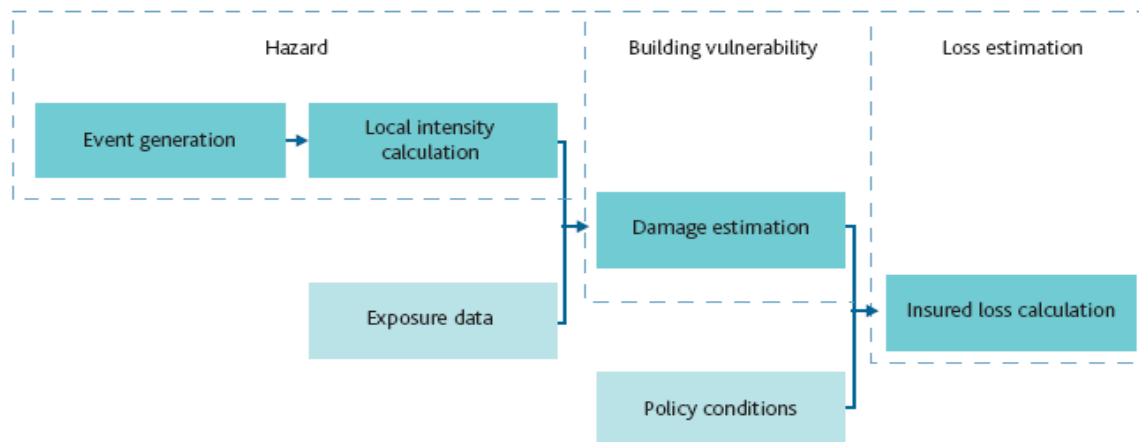 Hazard
Building vulnerability
Loss estimation
Event generation
Local intensity
calculation
Damage estimation
Exposure data
Insured loss calculation
Policy conditions